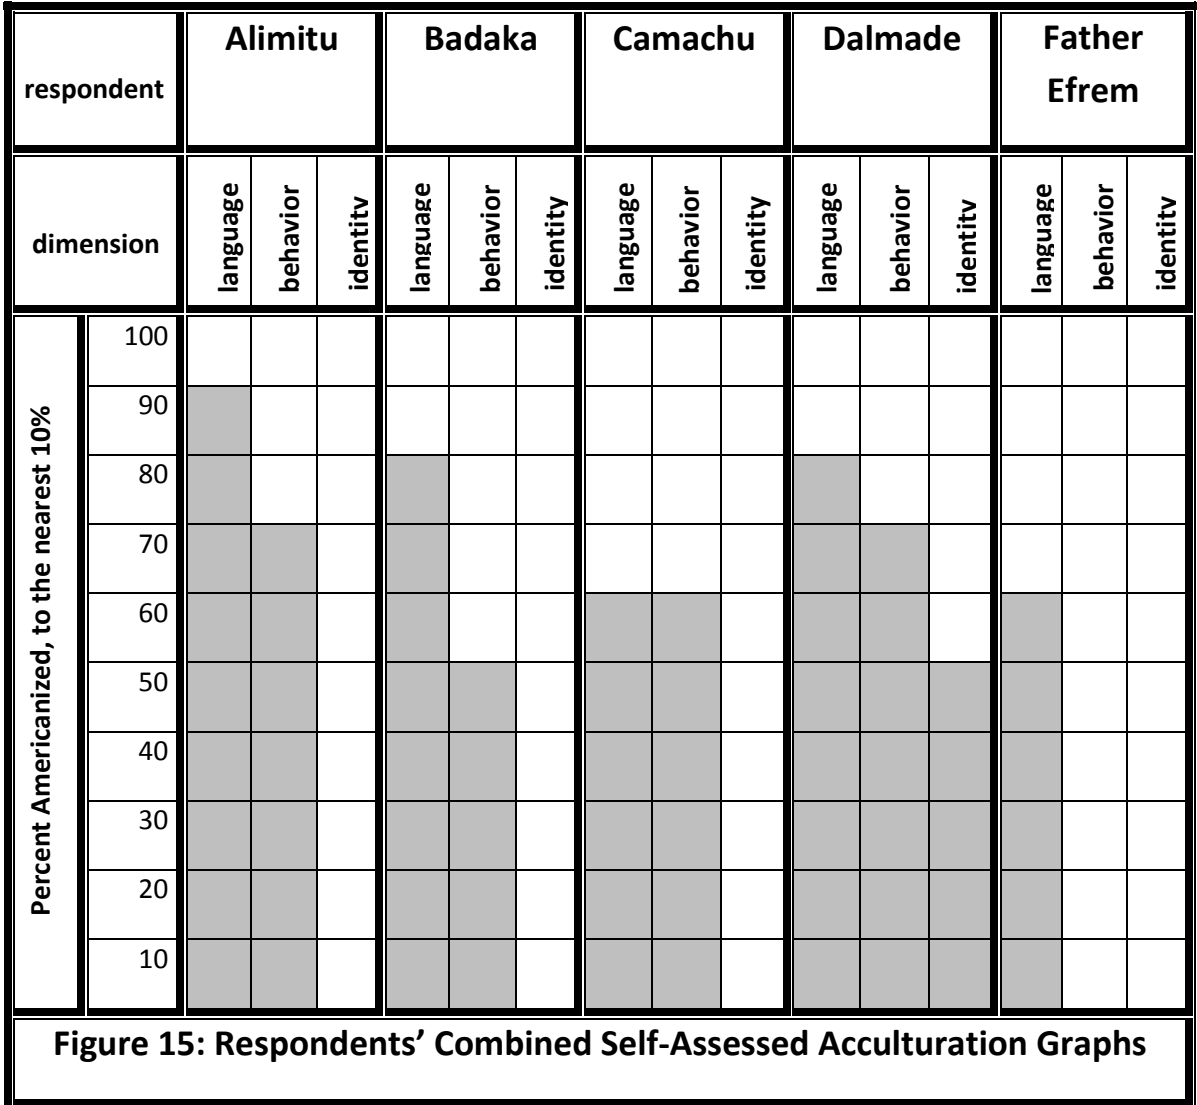 respondent Alimitu Badaka Camachu Dalmade Father
Efrem
dimension language behavior identity language behavior identity language behavior identity language behavior identity language behavior identity
Percent Americanized, to the nearest 10%
100
90
80
70
60
50
40
30
20
10
Figure 15: Respondents’ Combined Self-Assessed Acculturation Graphs